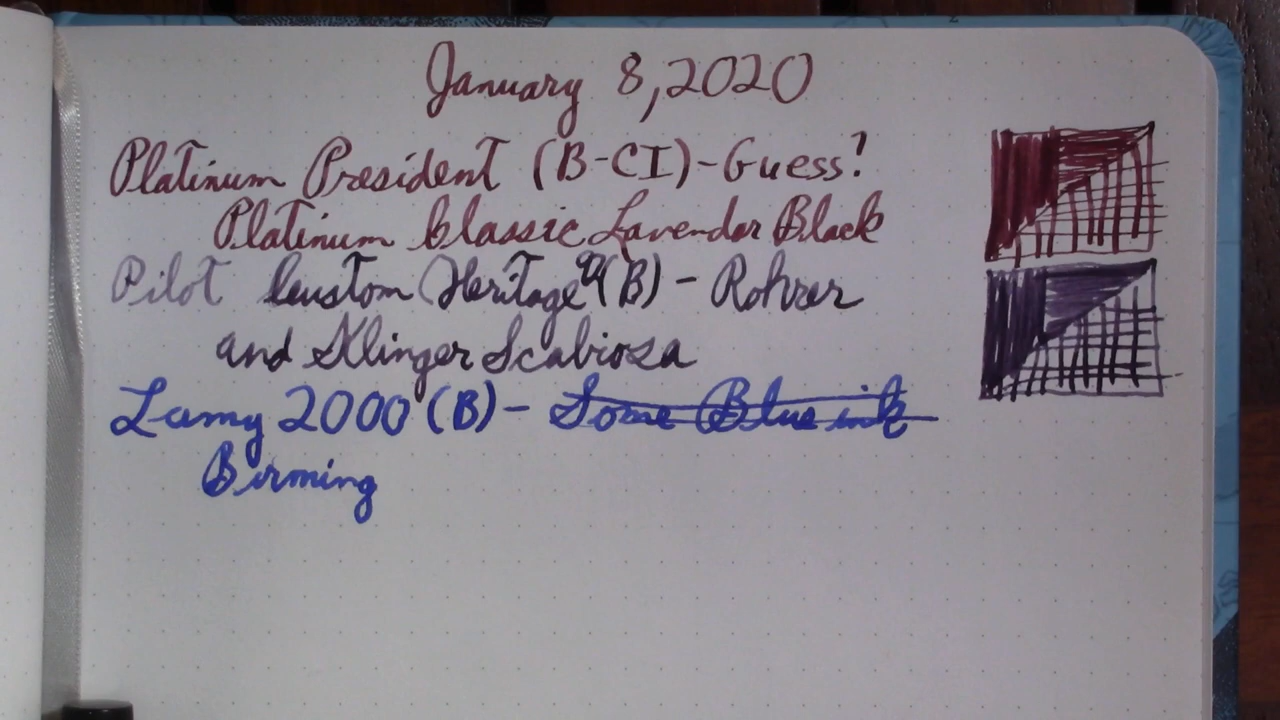 January 8, 2020
Platinum President (B-CI)-Guess?
Platinum Classic Lavender Black
Pilot Custom Heritage 92(B) - Rohrer
and Klinger Scabiosa
Lamy 2000 (B) - Some Blue ink
Birming